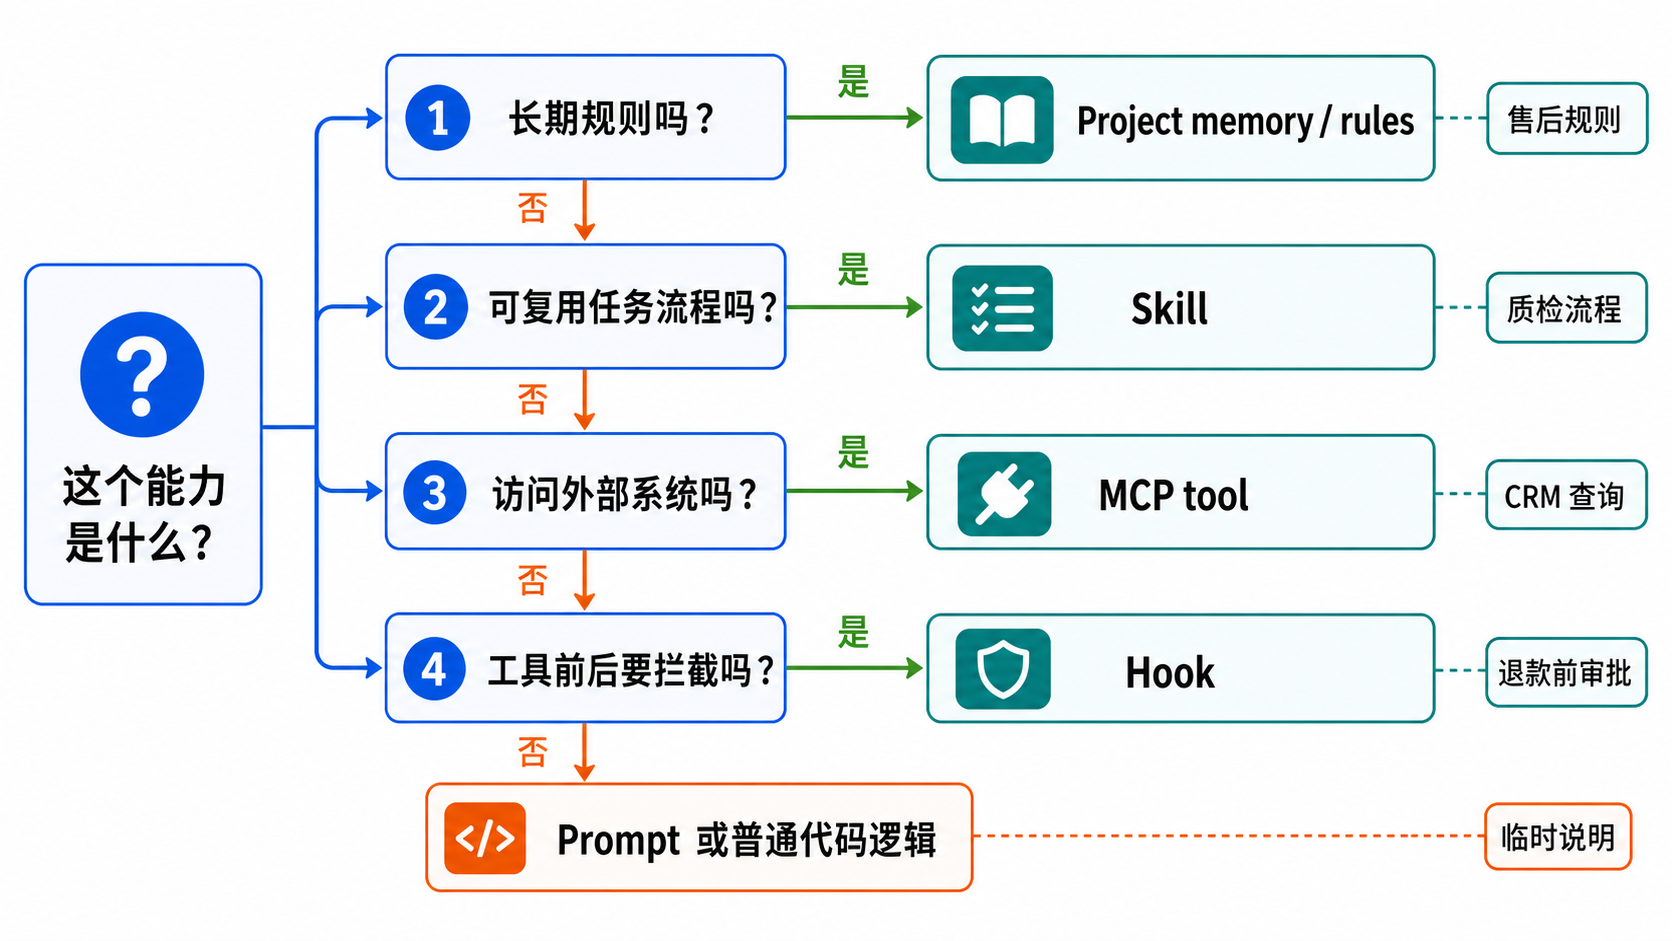 这个能力
是什么？
1 长期规则吗？
是
Project memory / rules
售后规则
否
2 可复用任务流程吗？
是
Skill
质检流程
否
3 访问外部系统吗？
是
MCP tool
CRM 查询
否
4 工具前后要拦截吗？
是
Hook
退款前审批
否
</> Prompt 或普通代码逻辑
临时说明